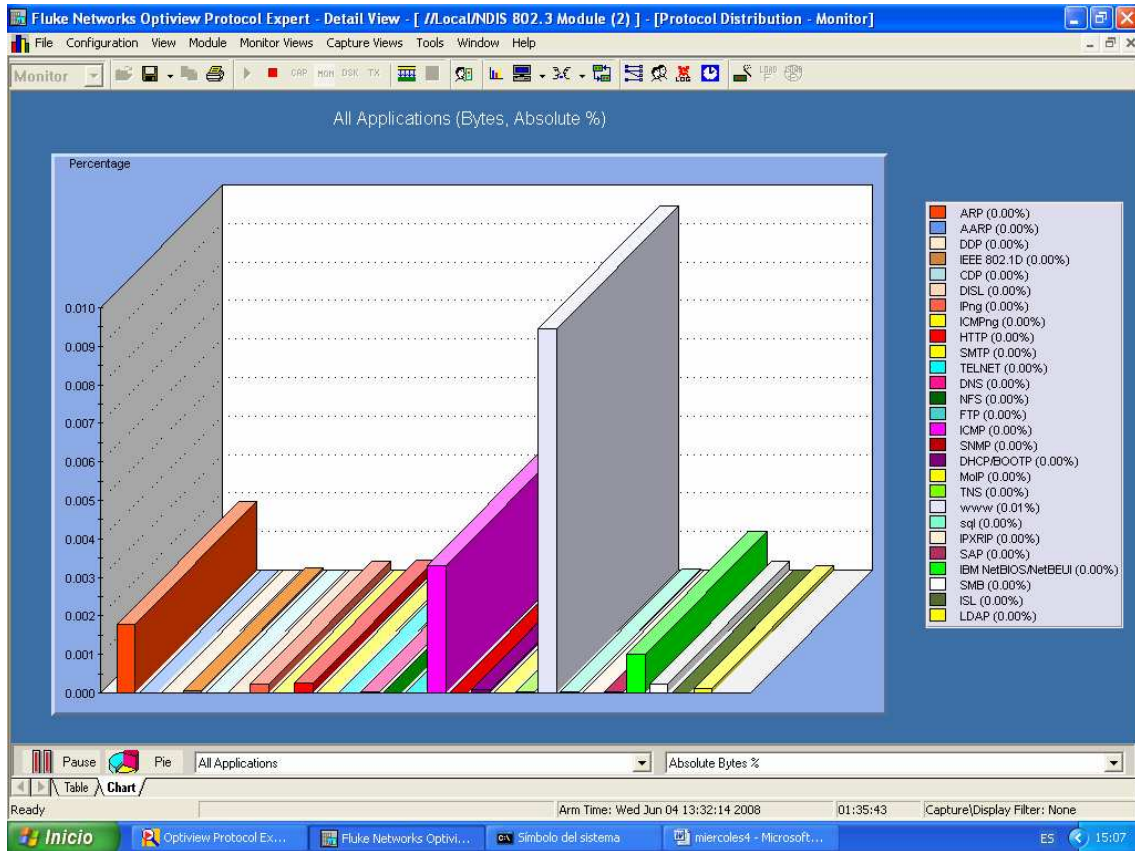 Fluke Networks Optiview Protocol Expert - Detail View - [ //Local/NDIS 802.3 Module (2) ] - [Protocol Distribution - Monitor]
File Configuration View Module Monitor Views Capture Views Tools Window Help
Monitor CAP MON DSK TX
All Applications (Bytes, Absolute %)
Percentage
0.010
0.009
0.008
0.007
0.006
0.005
0.004
0.003
0.002
0.001
0.000
ARP (0.00%)
AARP (0.00%)
DDP (0.00%)
IEEE 802.1D (0.00%)
CDP (0.00%)
DISL (0.00%)
IPng (0.00%)
ICMPng (0.00%)
HTTP (0.00%)
SMTP (0.00%)
TELNET (0.00%)
DNS (0.00%)
NFS (0.00%)
FTP (0.00%)
ICMP (0.00%)
SNMP (0.00%)
DHCP/BOOTP (0.00%)
MoIP (0.00%)
TNS (0.00%)
www (0.01%)
sql (0.00%)
IPXRIP (0.00%)
SAP (0.00%)
IBM NetBIOS/NetBEUI (0.00%)
SMB (0.00%)
ISL (0.00%)
LDAP (0.00%)
Pause Pie All Applications Absolute Bytes %
Table Chart
Ready Arm Time: Wed Jun 04 13:32:14 2008 01:35:43 Capture\Display Filter: None
Inicio Optiview Protocol Ex... Fluke Networks Optivi... Símbolo del sistema miercoles4 - Microsoft... ES 15:07